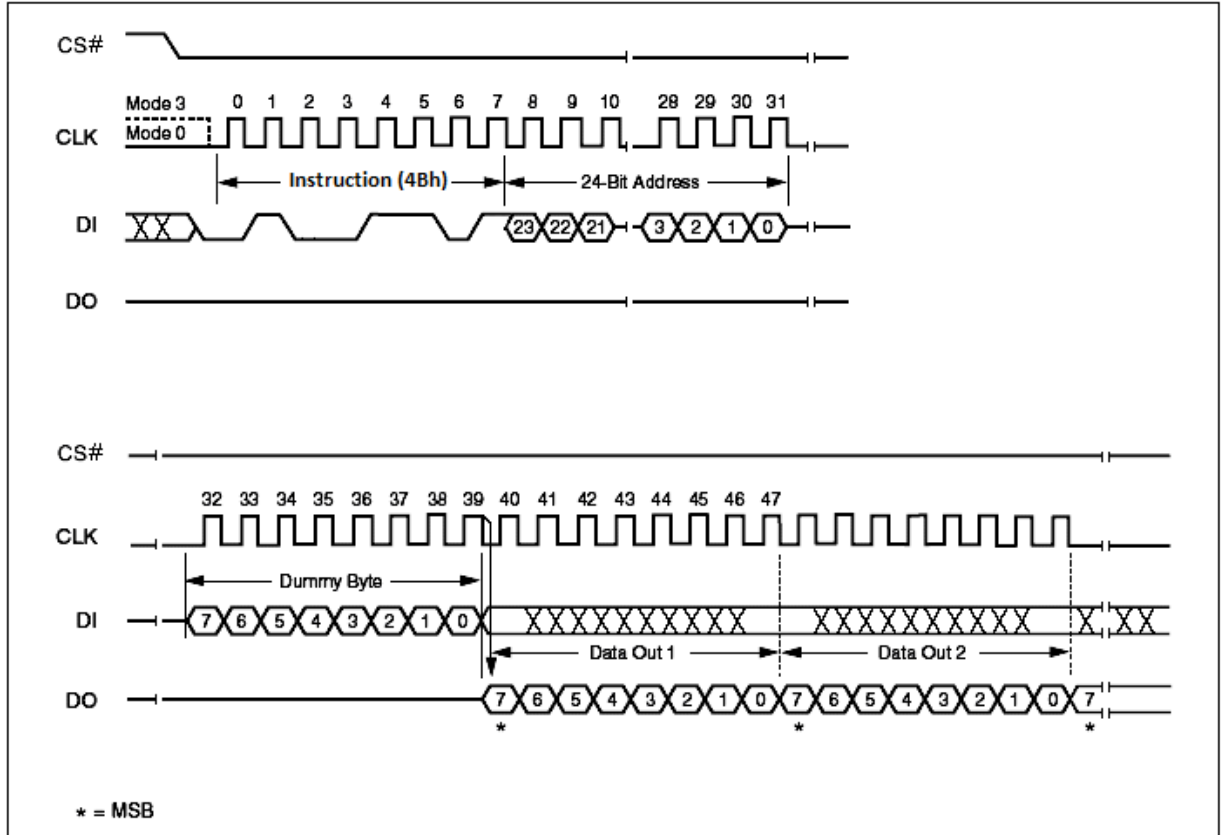 CS#
Mode 3
0 1 2 3 4 5 6 7 8 9 10 28 29 30 31
CLK
Mode 0
Instruction (4Bh)
24-Bit Address
DI
23 22 21 3 2 1 0
DO
CS#
32 33 34 35 36 37 38 39 40 41 42 43 44 45 46 47
CLK
Dummy Byte
DI
7 6 5 4 3 2 1 0
Data Out 1
Data Out 2
DO
7 6 5 4 3 2 1 0 7 6 5 4 3 2 1 0 7
* * *
* = MSB